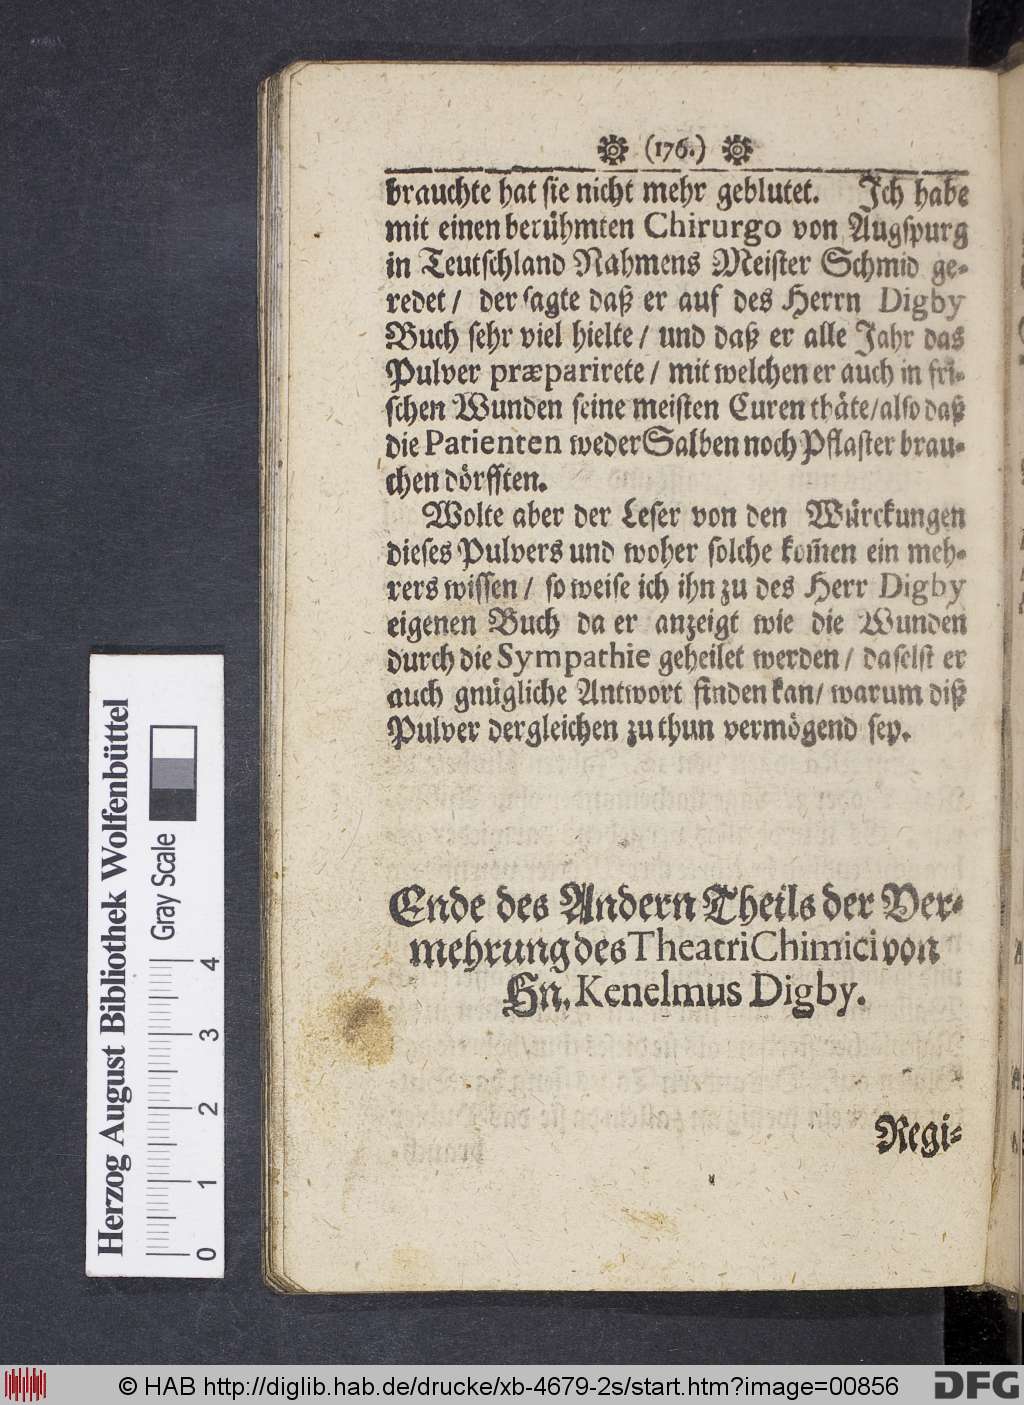 (176.)
brauchte hat sie nicht mehr geblutet. Ich habe
mit einen berühmten Chirurgo von Augspurg
in Teutschland Nahmens Meister Schmid ge-
redet / der sagte daß er auf des Herrn Digby
Buch sehr viel hielte / und daß er alle Jahr das
Pulver præparirete / mit welchen er auch in fri-
schen Wunden seine meisten Curen thäte / also daß
die Patienten weder Salben noch Pflaster brau-
chen dörfften.
Wolte aber der Leser von den Würckungen
dieses Pulvers und woher solche kom̃en ein meh-
rers wissen / so weise ich ihn zu des Herr Digby
eigenen Buch da er anzeigt wie die Wunden
durch die Sympathie geheilet werden / daselst er
auch gnügliche Antwort finden kan / warum diß
Pulver dergleichen zu thun vermögend sey.
Ende des Andern Theils der Ver-
mehrung des Theatri Chimici von
Hn. Kenelmus Digby.
Regi-
Herzog August Bibliothek Wolfenbüttel
Gray Scale
0 1 2 3 4
© HAB http://diglib.hab.de/drucke/xb-4679-2s/start.htm?image=00856
DFG